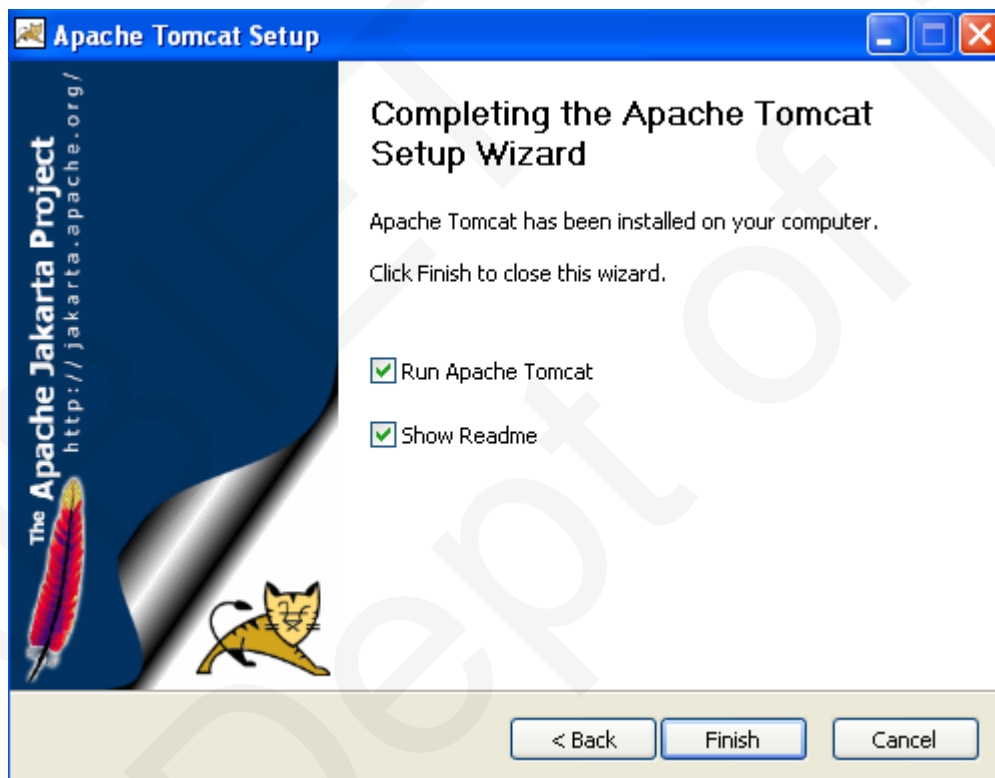 Apache Tomcat Setup
The Apache Jakarta Project
http://jakarta.apache.org/
Completing the Apache Tomcat
Setup Wizard
Apache Tomcat has been installed on your computer.
Click Finish to close this wizard.
Run Apache Tomcat
Show Readme
< Back
Finish
Cancel
Dept of